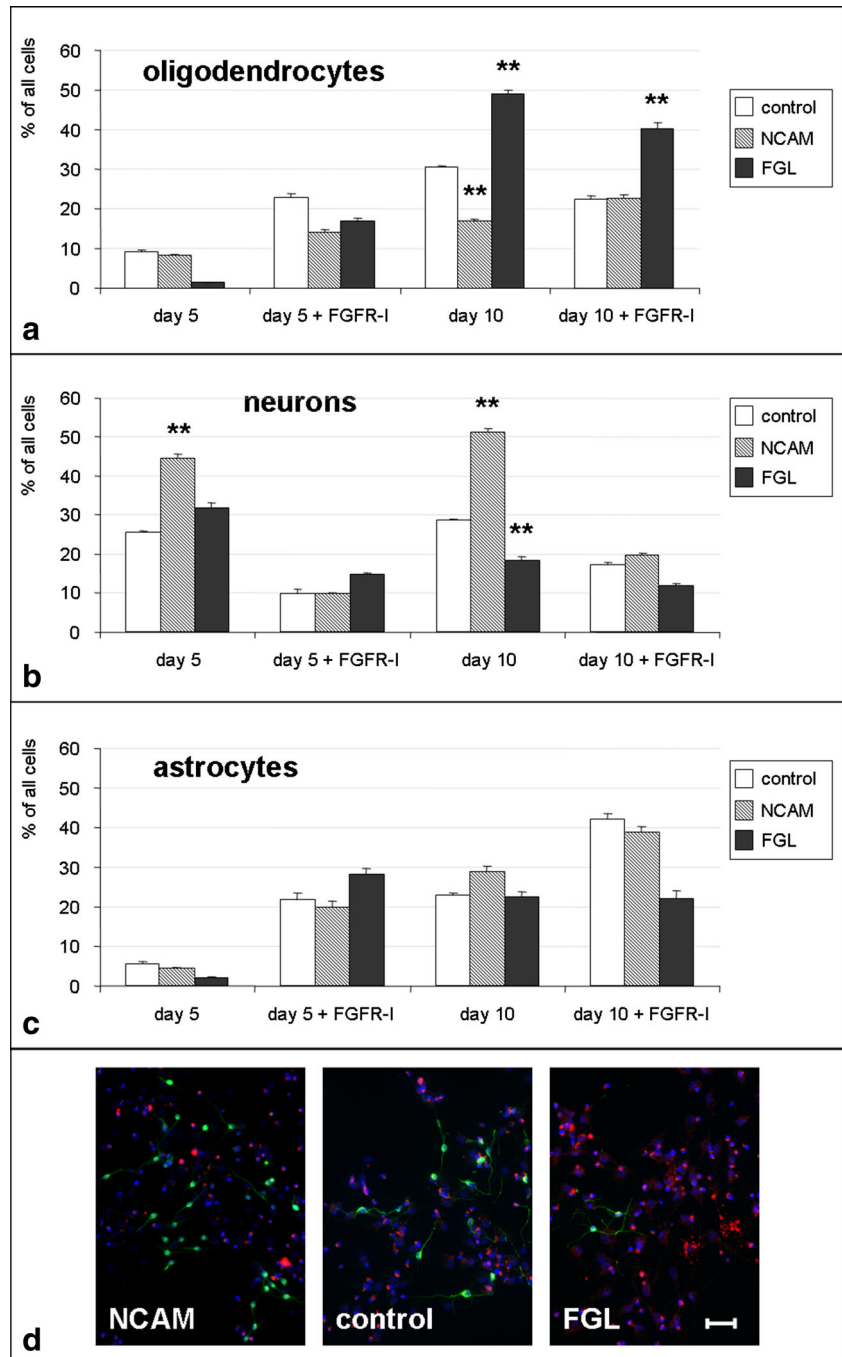 oligodendrocytes
% of all cells
60
50
40
30
20
10
0
**
**
**
day 5
day 5 + FGFR-I
day 10
day 10 + FGFR-I
control
NCAM
FGL
a
neurons
% of all cells
60
50
40
30
20
10
0
**
**
**
day 5
day 5 + FGFR-I
day 10
day 10 + FGFR-I
control
NCAM
FGL
b
astrocytes
% of all cells
60
50
40
30
20
10
0
day 5
day 5 + FGFR-I
day 10
day 10 + FGFR-I
control
NCAM
FGL
c
NCAM
control
FGL
d